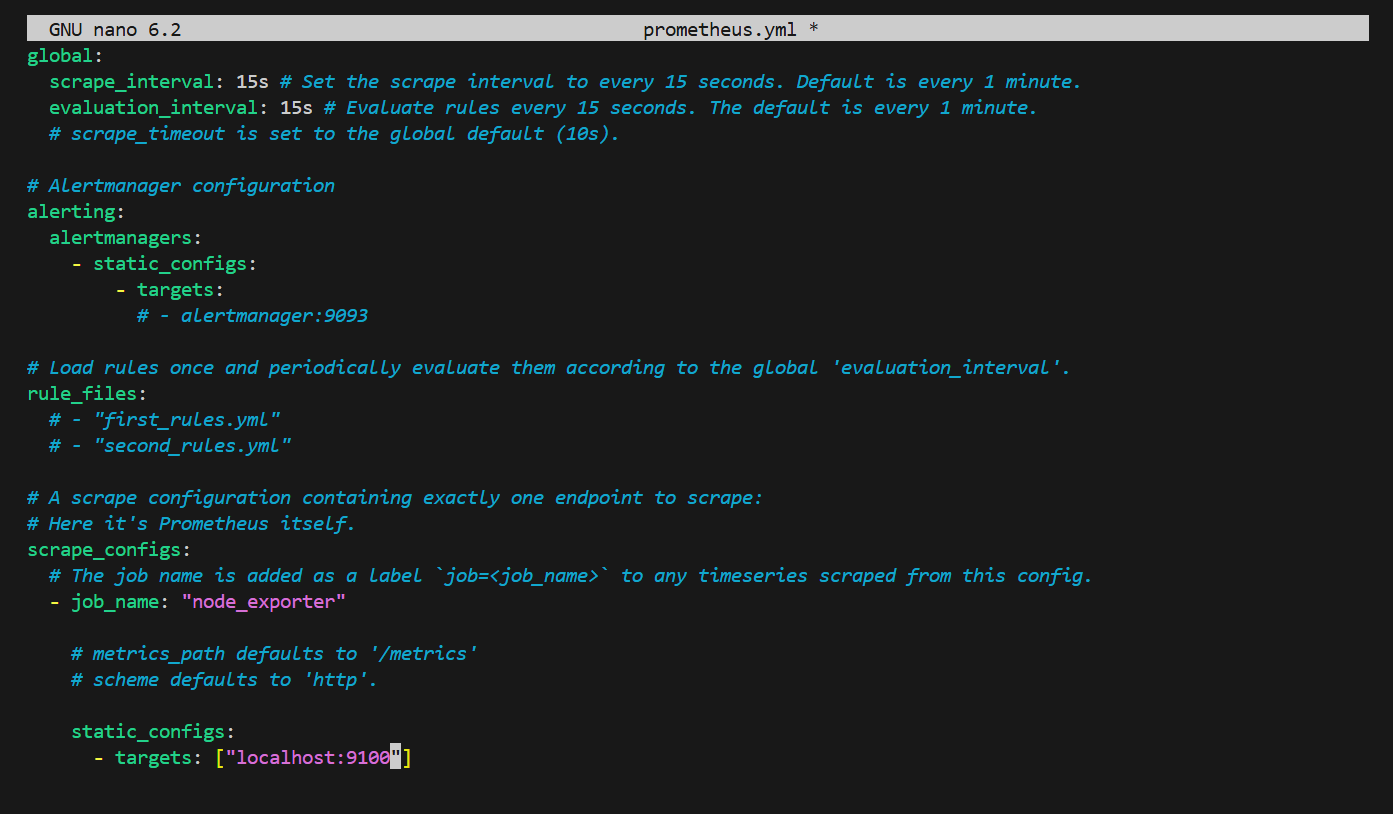 GNU nano 6.2 prometheus.yml *
global:
  scrape_interval: 15s # Set the scrape interval to every 15 seconds. Default is every 1 minute.
  evaluation_interval: 15s # Evaluate rules every 15 seconds. The default is every 1 minute.
  # scrape_timeout is set to the global default (10s).

# Alertmanager configuration
alerting:
  alertmanagers:
    - static_configs:
        - targets:
          # - alertmanager:9093

# Load rules once and periodically evaluate them according to the global 'evaluation_interval'.
rule_files:
  # - "first_rules.yml"
  # - "second_rules.yml"

# A scrape configuration containing exactly one endpoint to scrape:
# Here it's Prometheus itself.
scrape_configs:
  # The job name is added as a label `job=<job_name>` to any timeseries scraped from this config.
  - job_name: "node_exporter"

    # metrics_path defaults to '/metrics'
    # scheme defaults to 'http'.

    static_configs:
      - targets: ["localhost:9100"]